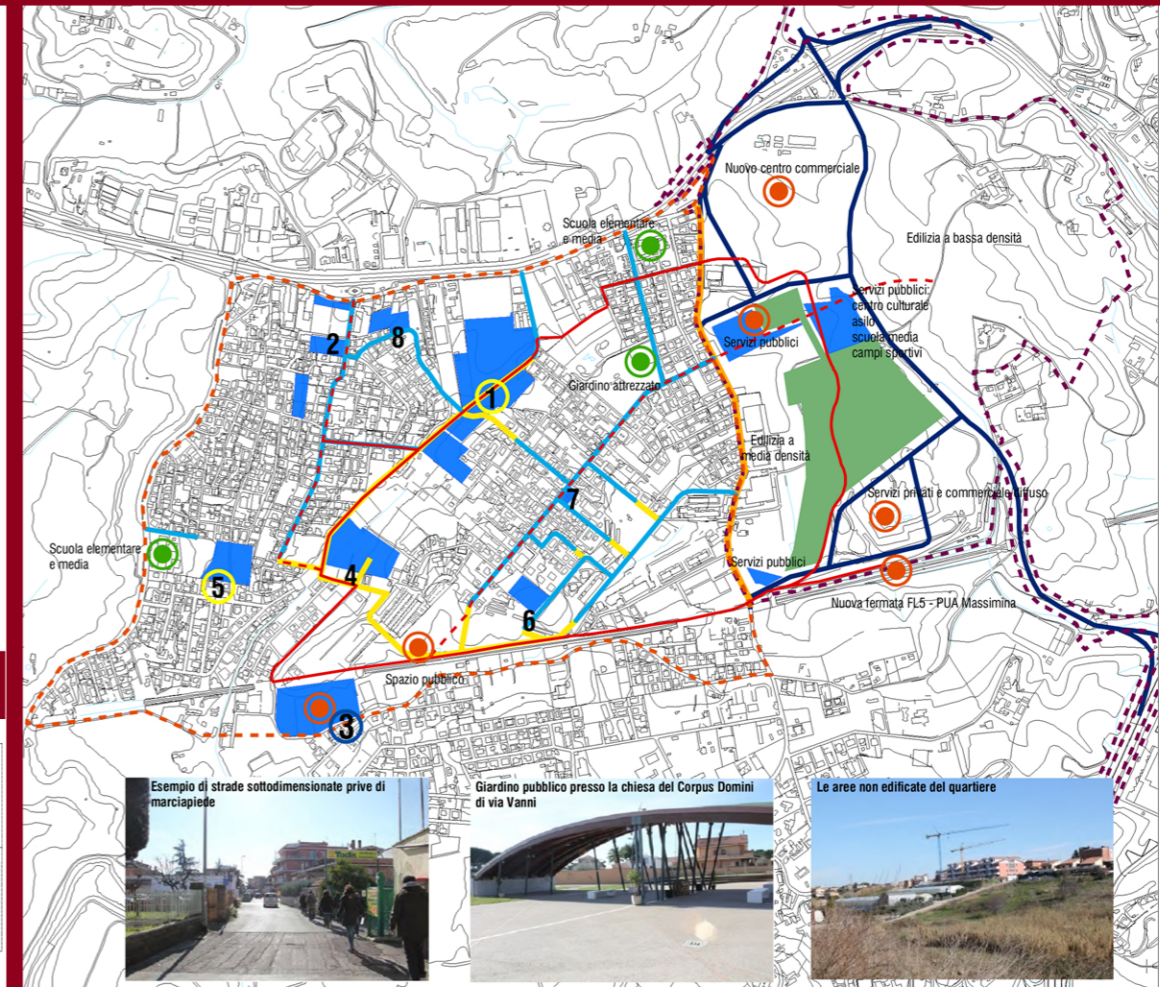 Nuovo centro commerciale
Scuola elementare
e media
Edilizia a bassa densità
Servizi pubblici:
centro culturale
asilo
scuola media
campi sportivi
2
8
Servizi pubblici
Giardino attrezzato
1
Edilizia a
media densità
7
Servizi privati e commerciale diffuso
Scuola elementare
e media
5
4
Servizi pubblici
6
Nuova fermata FL5 - PUA Massimina
Spazio pubblico
3
Esempio di strade sottodimensionate prive di
marciapiede
Todis
Giardino pubblico presso la chiesa del Corpus Domini
di via Vanni
Le aree non edificate del quartiere